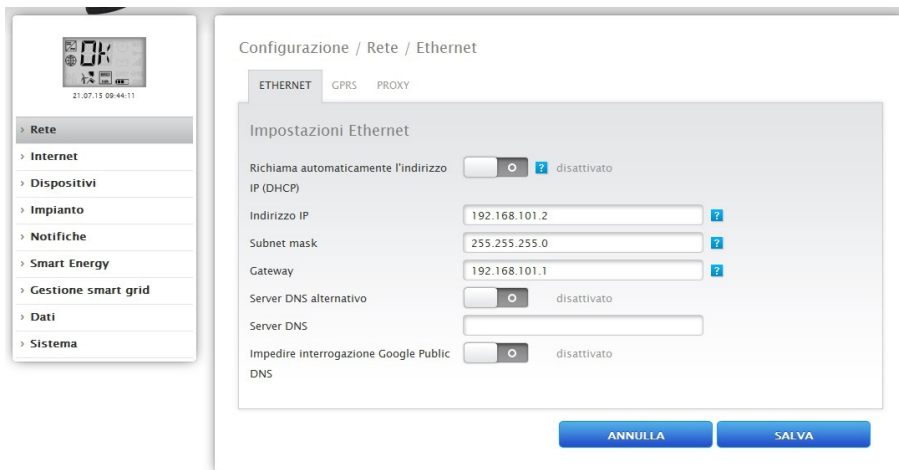 OK
21.07.15 09:44:11
› Rete
› Internet
› Dispositivi
› Impianto
› Notifiche
› Smart Energy
› Gestione smart grid
› Dati
› Sistema
Configurazione / Rete / Ethernet
ETHERNET GPRS PROXY
Impostazioni Ethernet
Richiama automaticamente l'indirizzo
IP (DHCP)
? disattivato
Indirizzo IP 192.168.101.2 ?
Subnet mask 255.255.255.0 ?
Gateway 192.168.101.1 ?
Server DNS alternativo disattivato
Server DNS
Impedire interrogazione Google Public
DNS
disattivato
ANNULLA SALVA